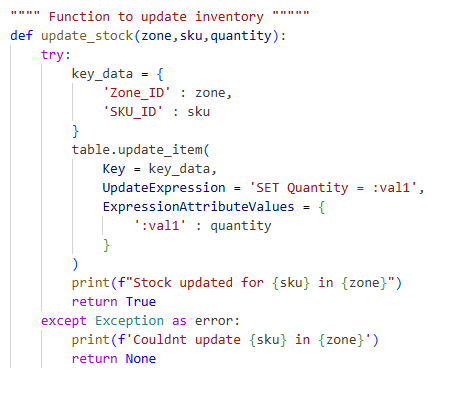 """" Function to update inventory """""
def update_stock(zone,sku,quantity):
    try:
        key_data = {
            'Zone_ID' : zone,
            'SKU_ID' : sku
        }
        table.update_item(
            Key = key_data,
            UpdateExpression = 'SET Quantity = :val1',
            ExpressionAttributeValues = {
                ':val1' : quantity
            }
        )
        print(f"Stock updated for {sku} in {zone}")
        return True
    except Exception as error:
        print(f'Couldnt update {sku} in {zone}')
        return None